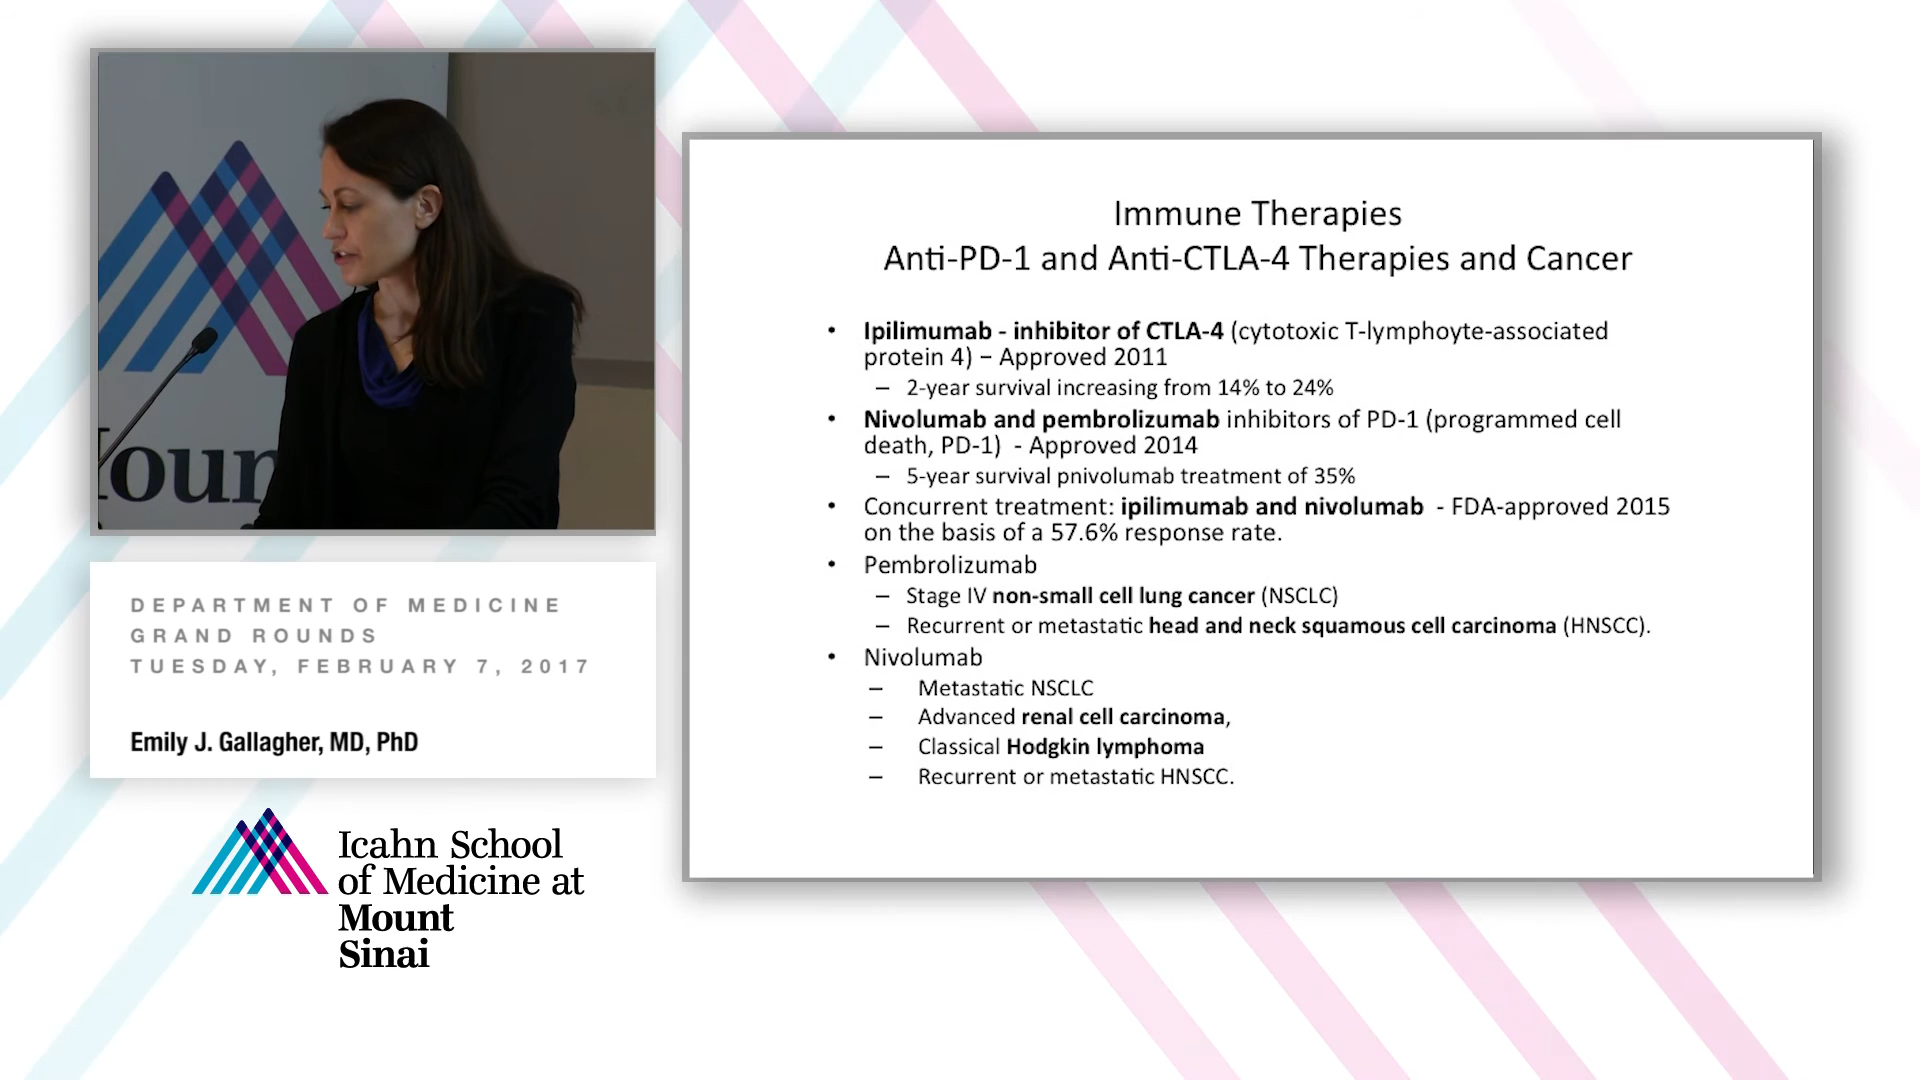 oun
DEPARTMENT OF MEDICINE
GRAND ROUNDS
TUESDAY, FEBRUARY 7, 2017
Emily J. Gallagher, MD, PhD
Icahn School
of Medicine at
Mount
Sinai
Immune Therapies
Anti-PD-1 and Anti-CTLA-4 Therapies and Cancer
• Ipilimumab - inhibitor of CTLA-4 (cytotoxic T-lymphoyte-associated
protein 4) – Approved 2011
– 2-year survival increasing from 14% to 24%
• Nivolumab and pembrolizumab inhibitors of PD-1 (programmed cell
death, PD-1) - Approved 2014
– 5-year survival pnivolumab treatment of 35%
• Concurrent treatment: ipilimumab and nivolumab - FDA-approved 2015
on the basis of a 57.6% response rate.
• Pembrolizumab
– Stage IV non-small cell lung cancer (NSCLC)
– Recurrent or metastatic head and neck squamous cell carcinoma (HNSCC).
• Nivolumab
– Metastatic NSCLC
– Advanced renal cell carcinoma,
– Classical Hodgkin lymphoma
– Recurrent or metastatic HNSCC.